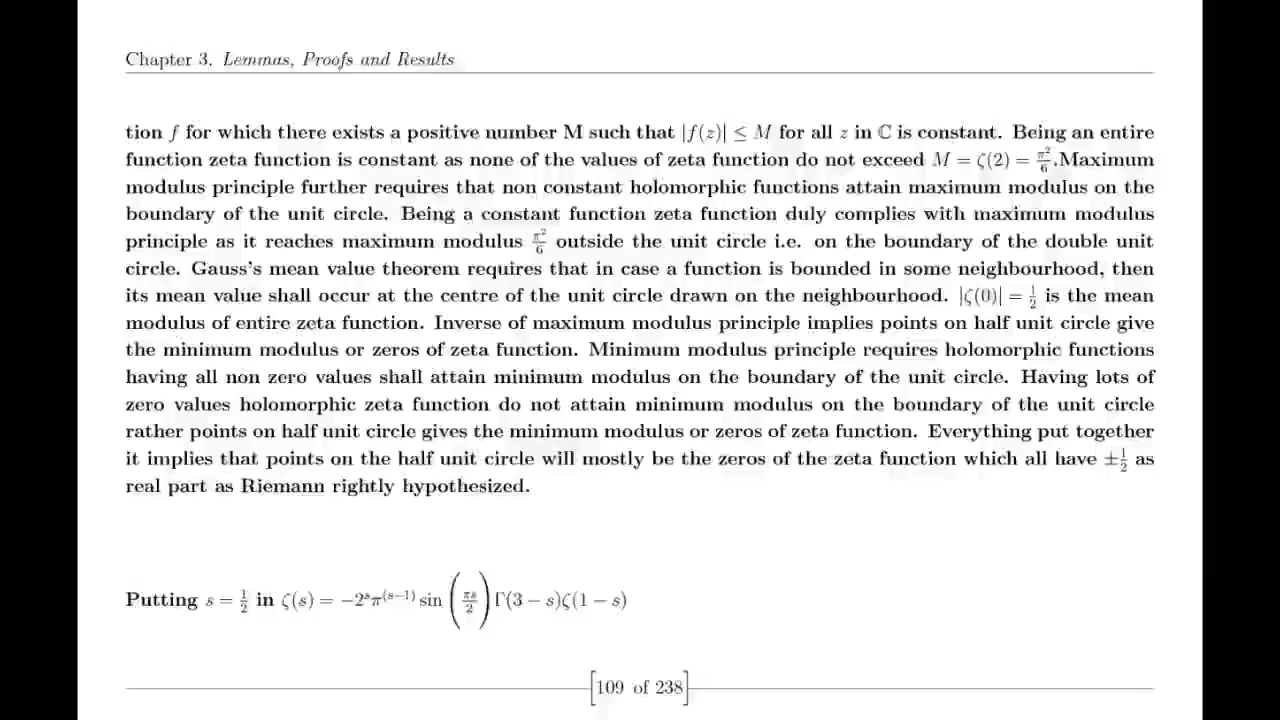 Chapter 3. Lemmas, Proofs and Results
tion f for which there exists a positive number M such that |f(z)| ≤ M for all z in ℂ is constant. Being an entire
function zeta function is constant as none of the values of zeta function do not exceed M = ζ(2) = π²/6.Maximum
modulus principle further requires that non constant holomorphic functions attain maximum modulus on the
boundary of the unit circle. Being a constant function zeta function duly complies with maximum modulus
principle as it reaches maximum modulus π²/6 outside the unit circle i.e. on the boundary of the double unit
circle. Gauss's mean value theorem requires that in case a function is bounded in some neighbourhood, then
its mean value shall occur at the centre of the unit circle drawn on the neighbourhood. |ζ(0)| = 1/2 is the mean
modulus of entire zeta function. Inverse of maximum modulus principle implies points on half unit circle give
the minimum modulus or zeros of zeta function. Minimum modulus principle requires holomorphic functions
having all non zero values shall attain minimum modulus on the boundary of the unit circle. Having lots of
zero values holomorphic zeta function do not attain minimum modulus on the boundary of the unit circle
rather points on half unit circle gives the minimum modulus or zeros of zeta function. Everything put together
it implies that points on the half unit circle will mostly be the zeros of the zeta function which all have ±1/2 as
real part as Riemann rightly hypothesized.
Putting s = 1/2 in ζ(s) = −2^s π^(s−1) sin(πs/2) Γ(3 − s)ζ(1 − s)
[109 of 238]